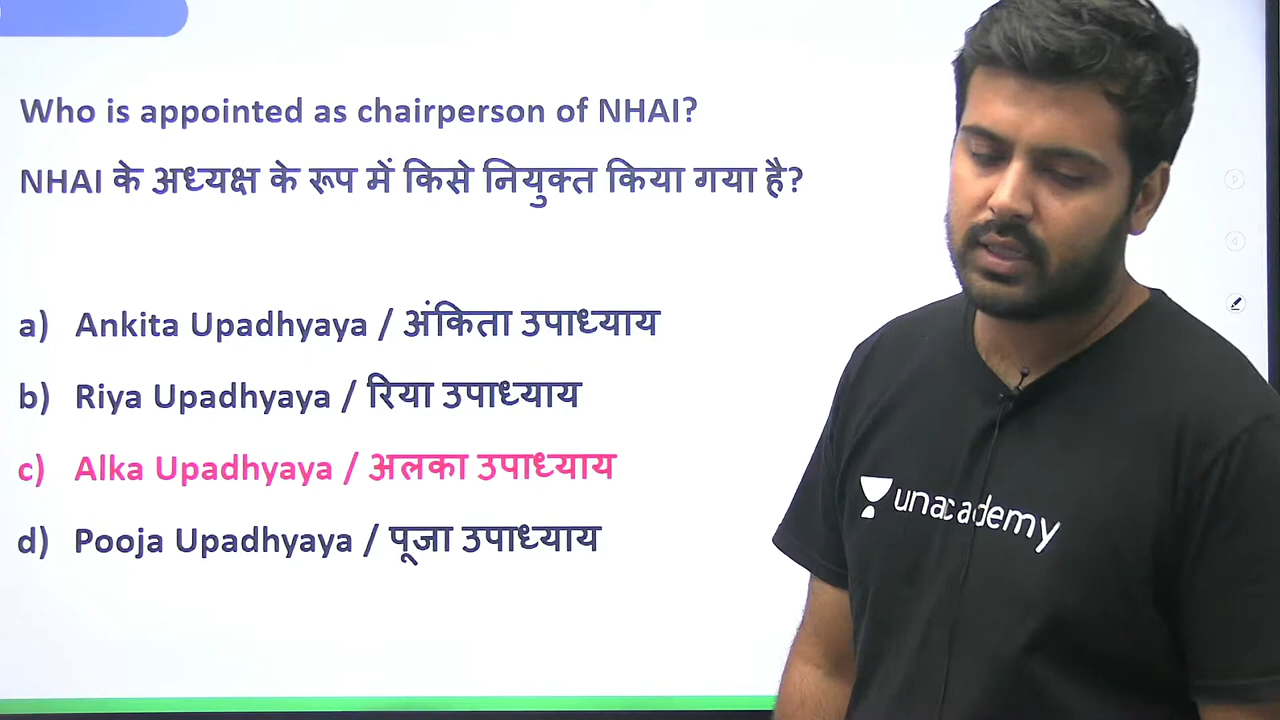 Who is appointed as chairperson of NHAI?
NHAI के अध्यक्ष के रूप में किसे नियुक्त किया गया है?
a) Ankita Upadhyaya / अंकिता उपाध्याय
b) Riya Upadhyaya / रिया उपाध्याय
c) Alka Upadhyaya / अलका उपाध्याय
d) Pooja Upadhyaya / पूजा उपाध्याय
unacademy